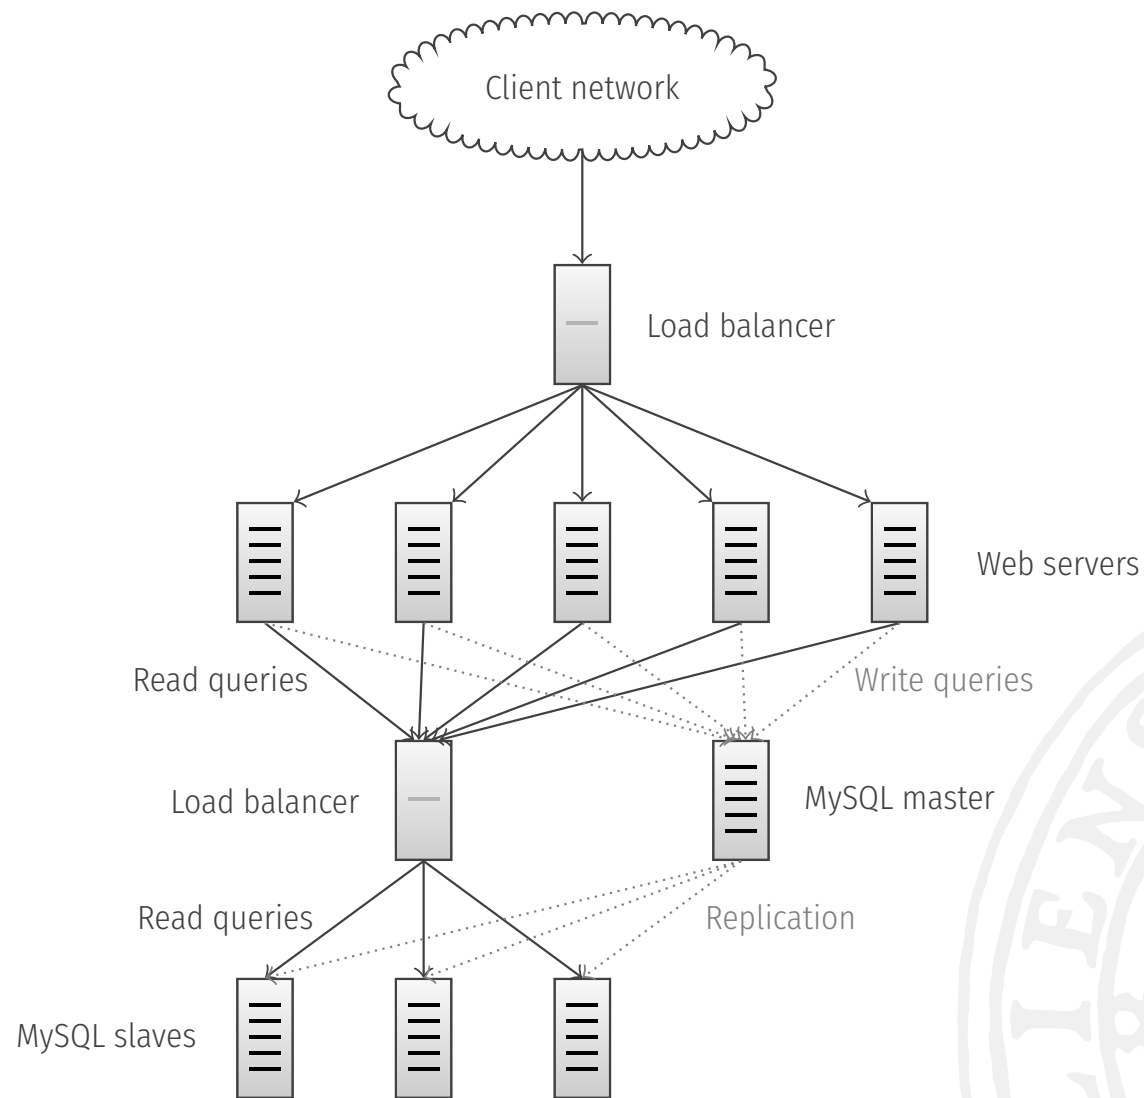 Client network
Load balancer
Web servers
Read queries
Write queries
Load balancer
MySQL master
Read queries
Replication
MySQL slaves